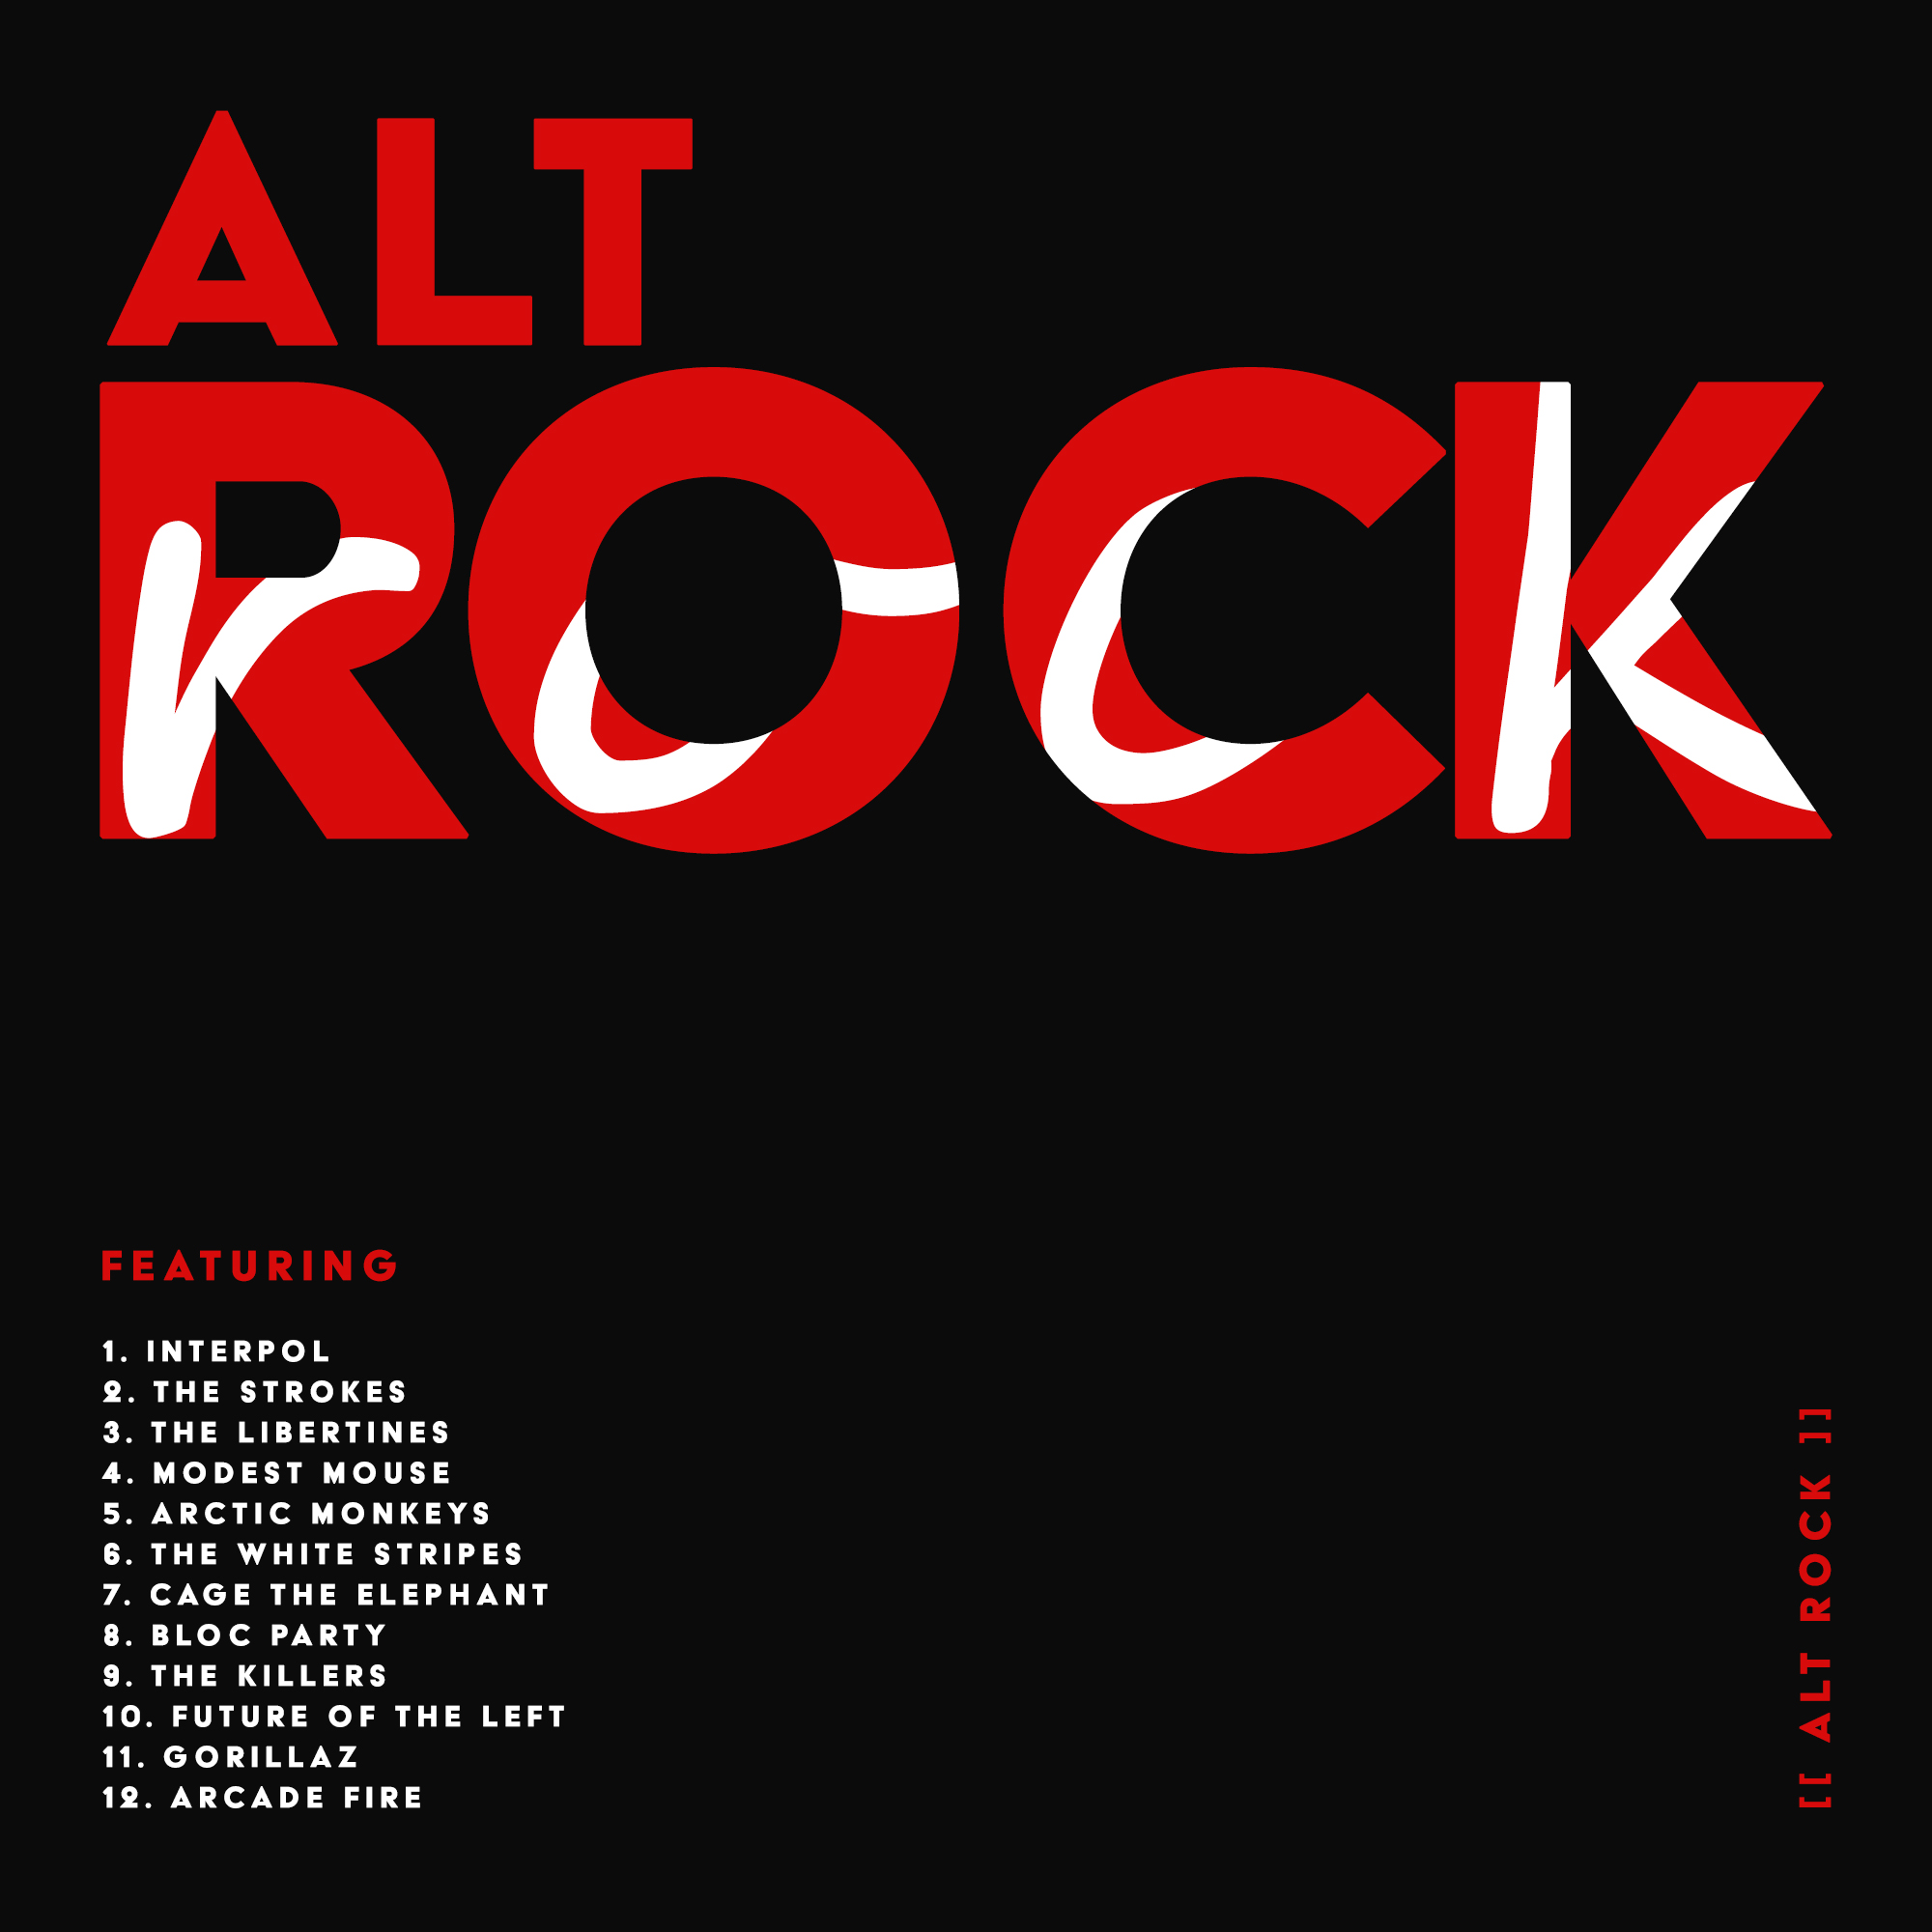 ALT
ROCK
rock
FEATURING
1. INTERPOL
2. THE STROKES
3. THE LIBERTINES
4. MODEST MOUSE
5. ARCTIC MONKEYS
6. THE WHITE STRIPES
7. CAGE THE ELEPHANT
8. BLOC PARTY
9. THE KILLERS
10. FUTURE OF THE LEFT
11. GORILLAZ
12. ARCADE FIRE
[[ ALT ROCK ]]